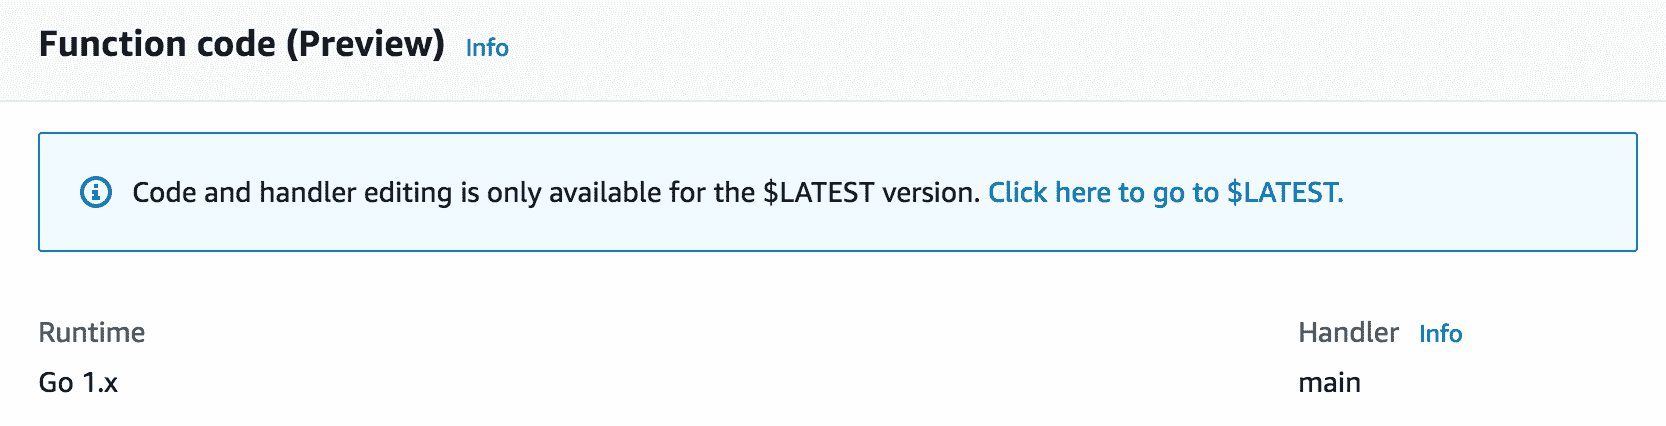 Function code (Preview) Info
Code and handler editing is only available for the $LATEST version. Click here to go to $LATEST.
Runtime
Handler Info
Go 1.x
main